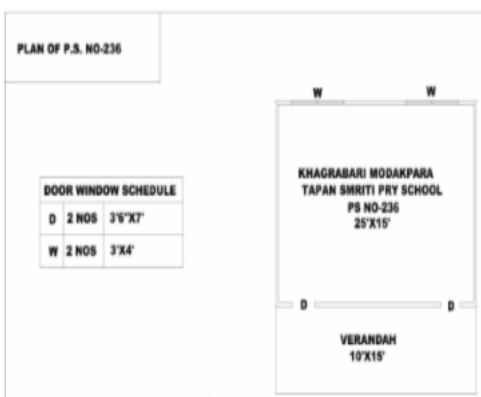 PLAN OF P.S. NO-236
W W
KHAGRABARI MODAKPARA
TAPAN SMRITI PRY SCHOOL
PS NO-236
25'X15'
DOOR WINDOW SCHEDULE
D 2 NOS 3'6"X7'
W 2 NOS 3'X4'
D D
VERANDAH
10'X15'